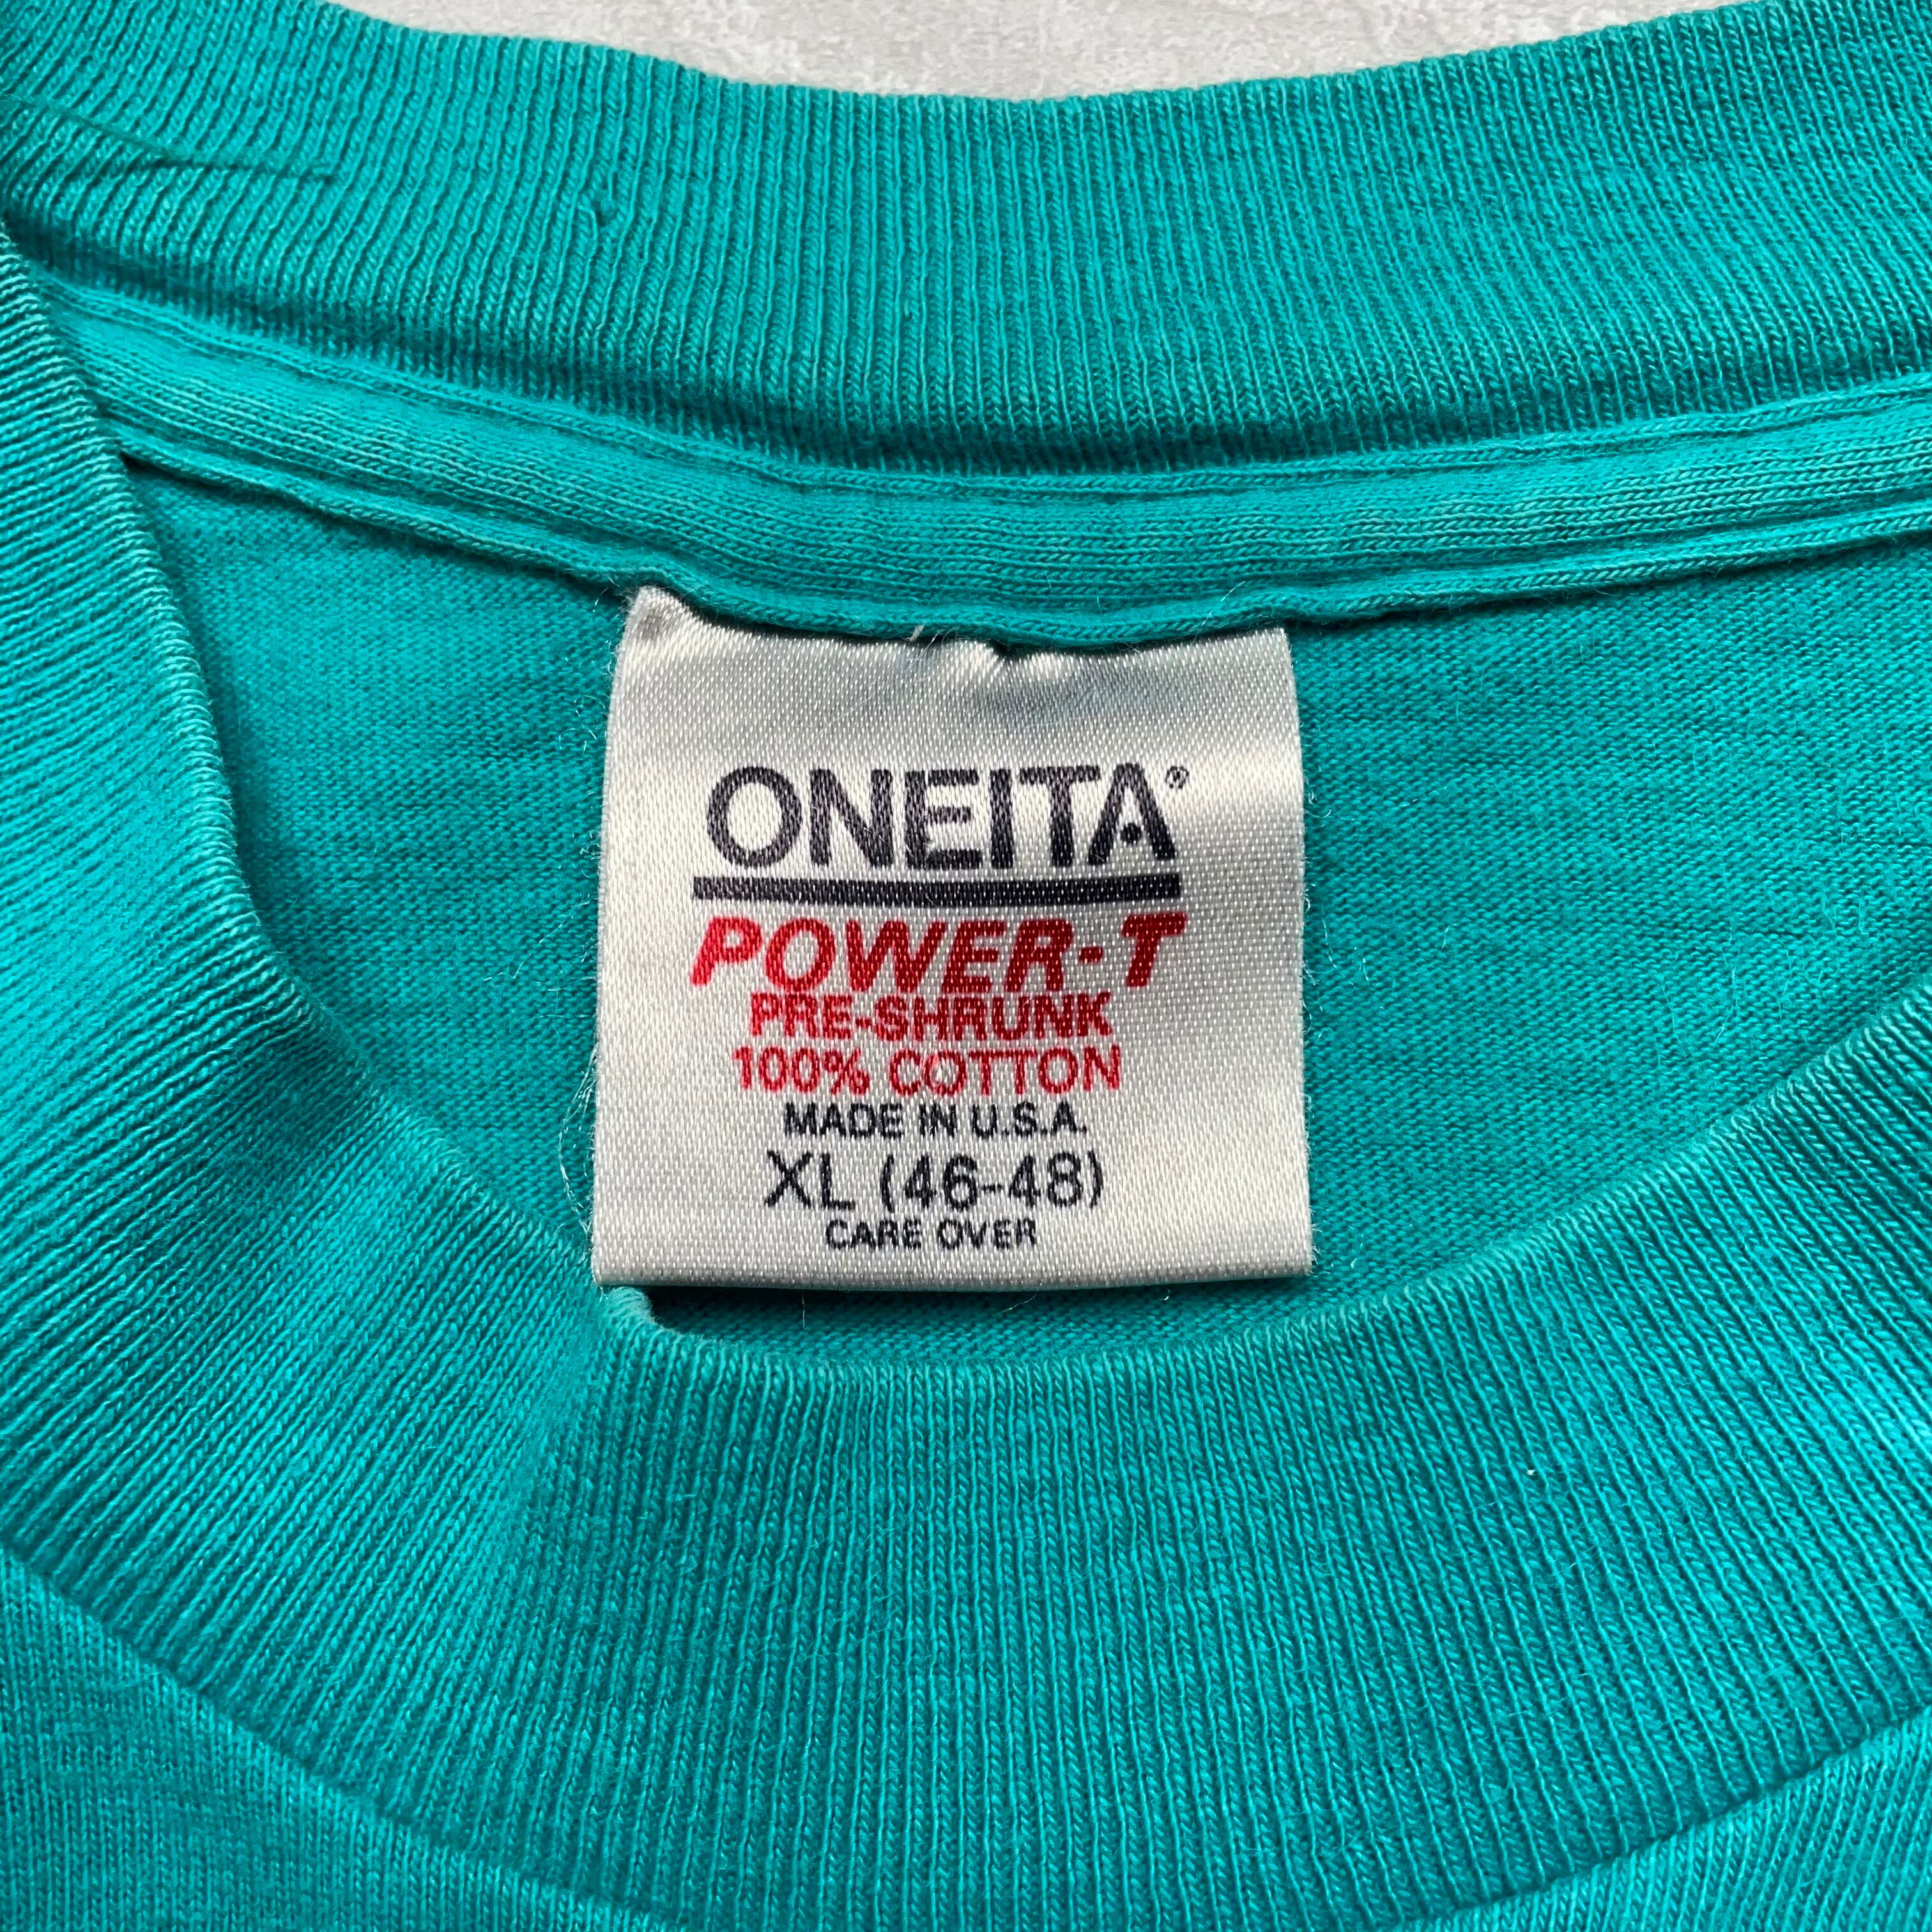 ONEITA®
POWER-T
PRE-SHRUNK
100% COTTON
MADE IN U.S.A.
XL (46-48)
CARE OVER